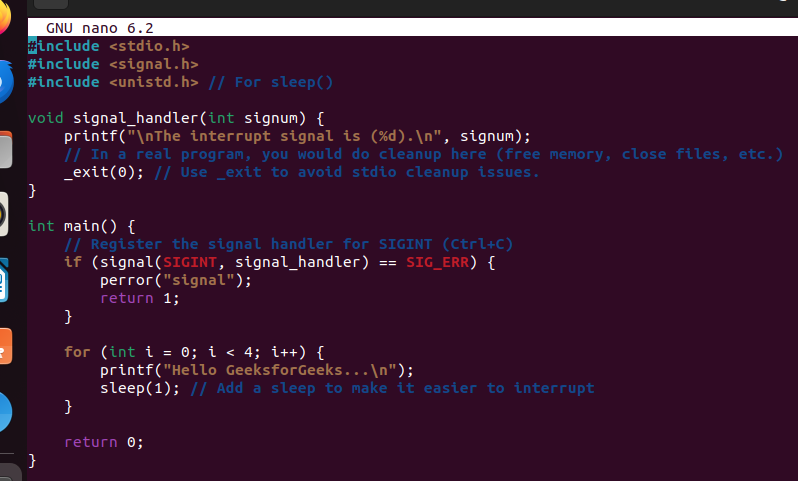 GNU nano 6.2
#include <stdio.h>
#include <signal.h>
#include <unistd.h> // For sleep()
void signal_handler(int signum) {
    printf("\nThe interrupt signal is (%d).\n", signum);
    // In a real program, you would do cleanup here (free memory, close files, etc.)
    _exit(0); // Use _exit to avoid stdio cleanup issues.
}
int main() {
    // Register the signal handler for SIGINT (Ctrl+C)
    if (signal(SIGINT, signal_handler) == SIG_ERR) {
        perror("signal");
        return 1;
    }
    for (int i = 0; i < 4; i++) {
        printf("Hello GeeksforGeeks...\n");
        sleep(1); // Add a sleep to make it easier to interrupt
    }
    return 0;
}